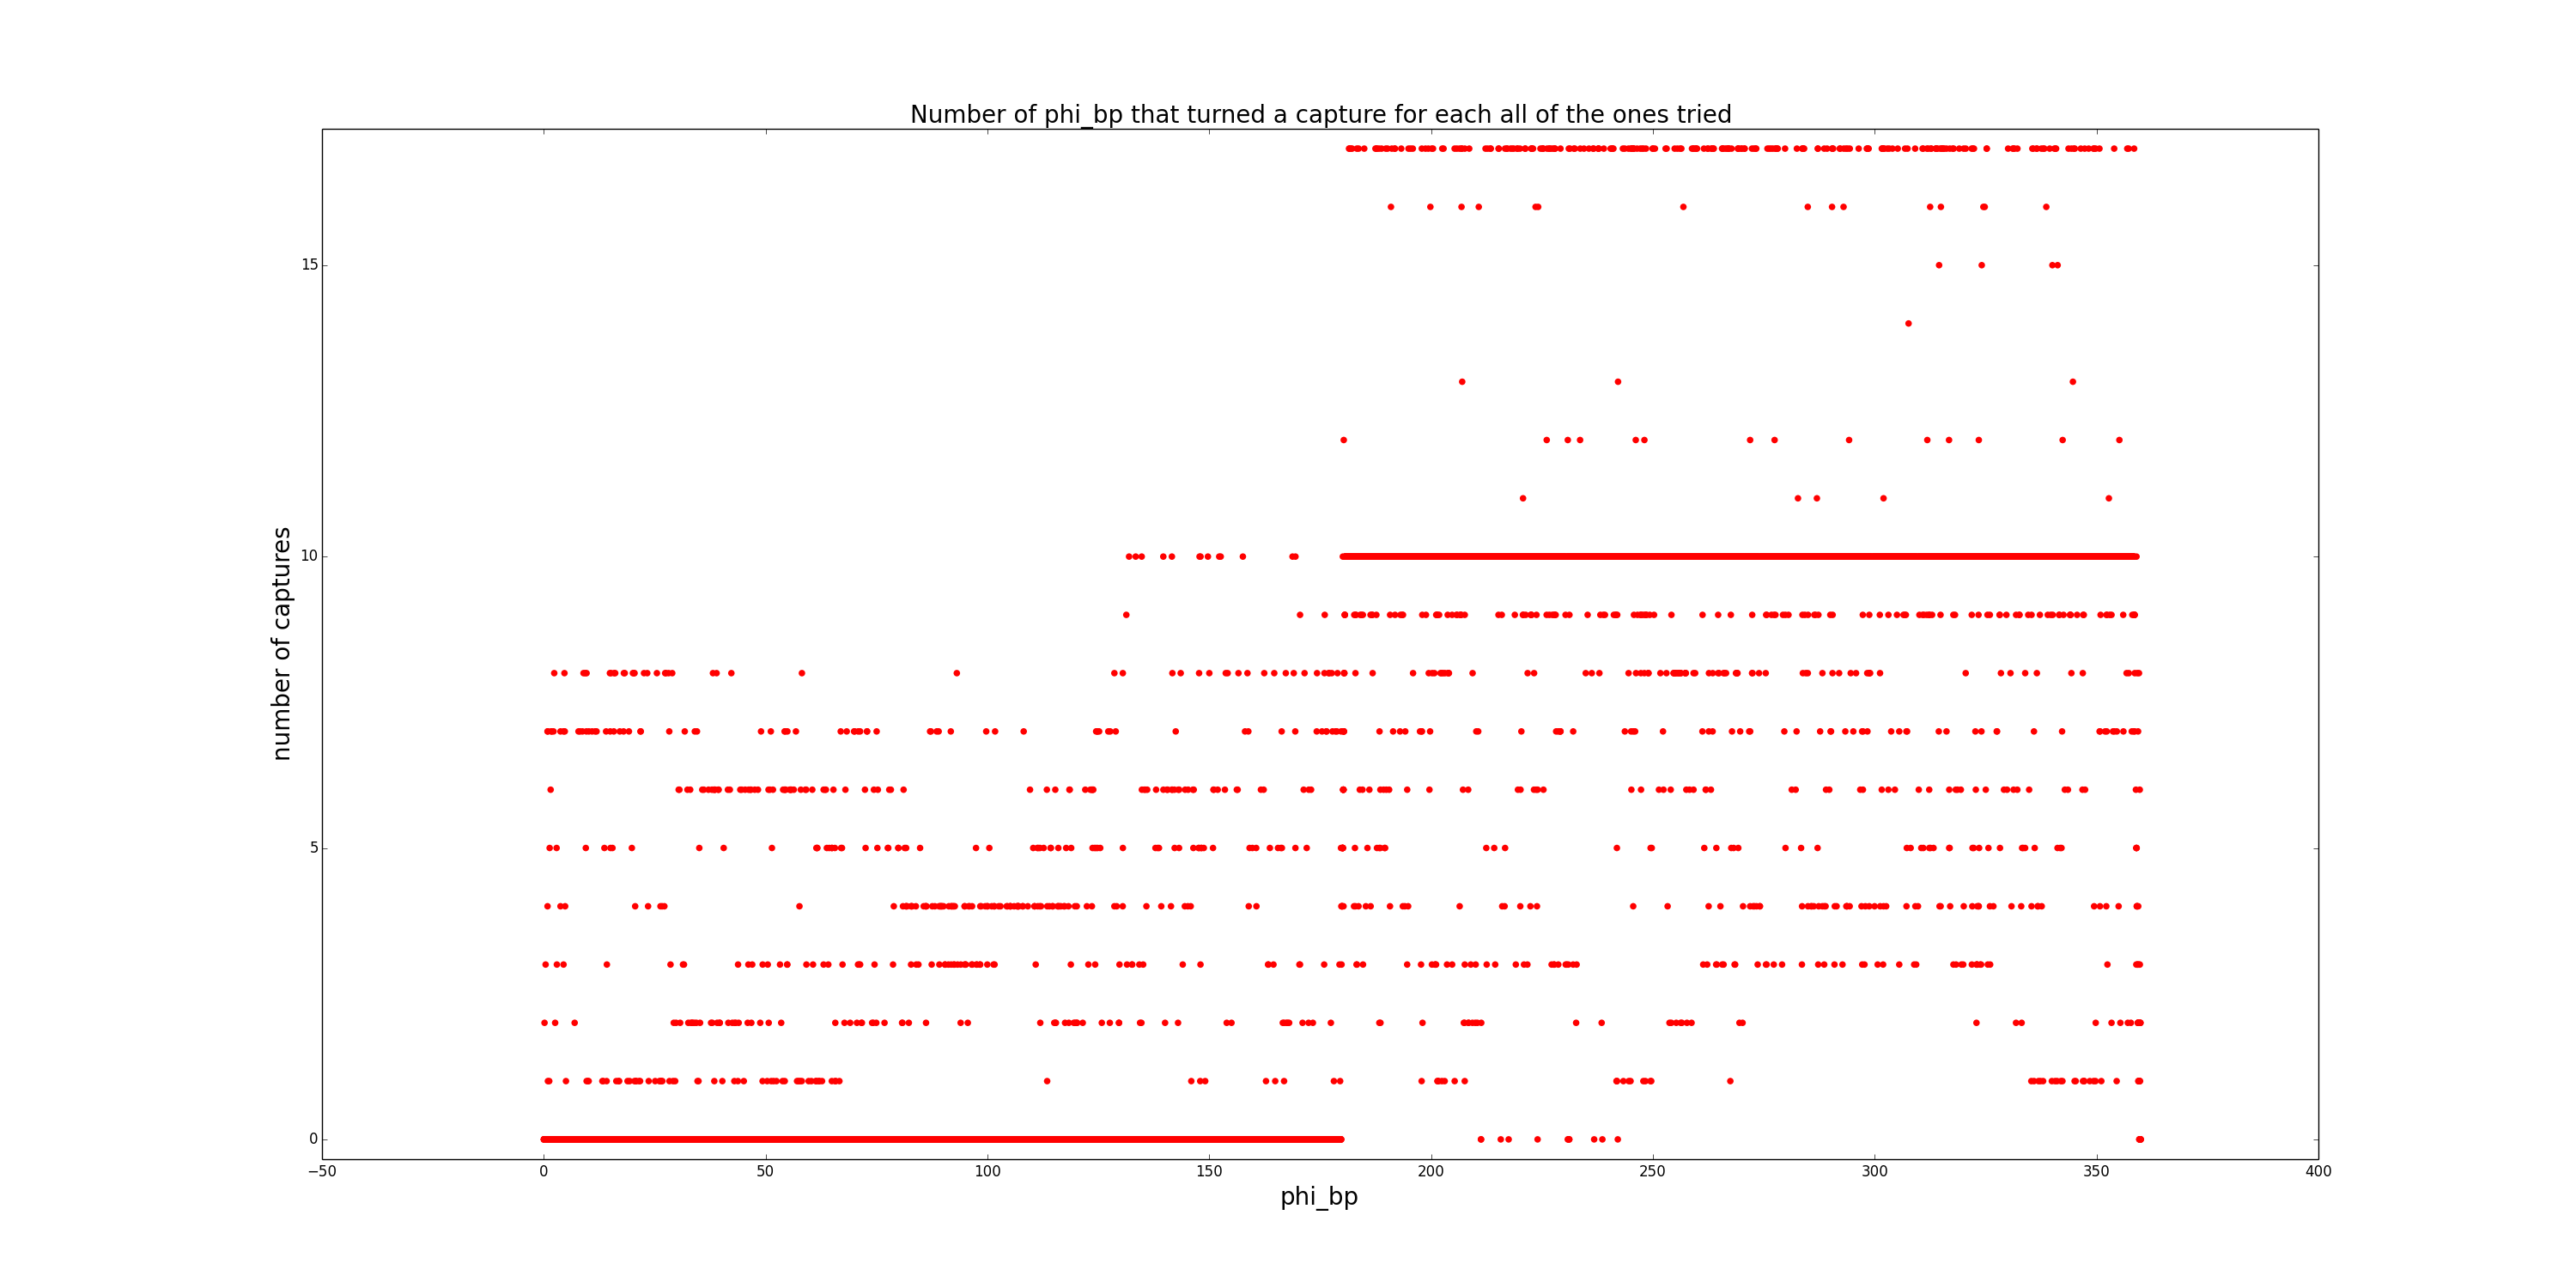 Number of phi_bp that turned a capture for each all of the ones tried
15
10
5
0
number of captures
−50 0 50 100 150 200 250 300 350 400
phi_bp